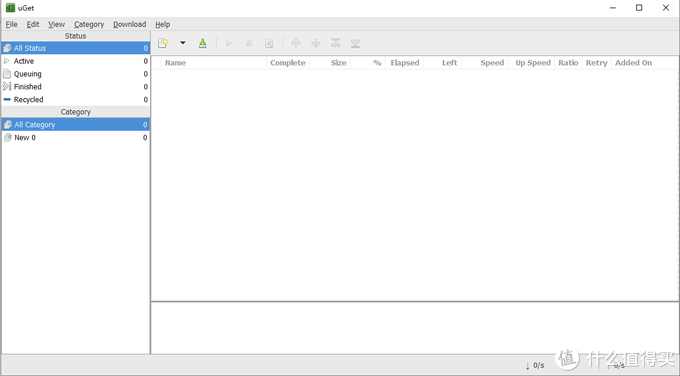 uGet
File Edit View Category Download Help
Status
All Status 0
Active 0
Queuing 0
Finished 0
Recycled 0
Category
All Category 0
New 0 0
Name Complete Size % Elapsed Left Speed Up Speed Ratio Retry Added On
↓ 0/s ↑ 0/s
值 什么值得买